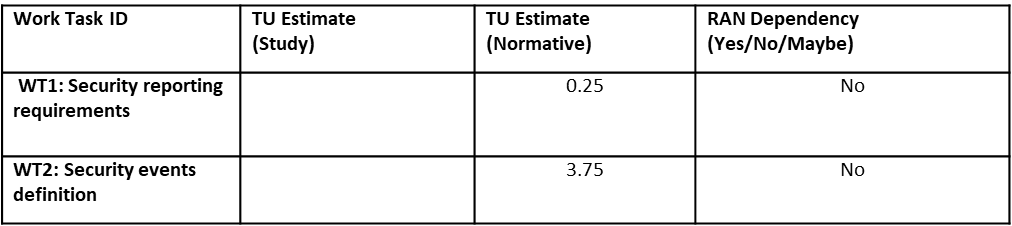 Work Task ID
TU Estimate
(Study)
TU Estimate
(Normative)
RAN Dependency
(Yes/No/Maybe)
WT1: Security reporting
requirements
0.25
No
WT2: Security events
definition
3.75
No